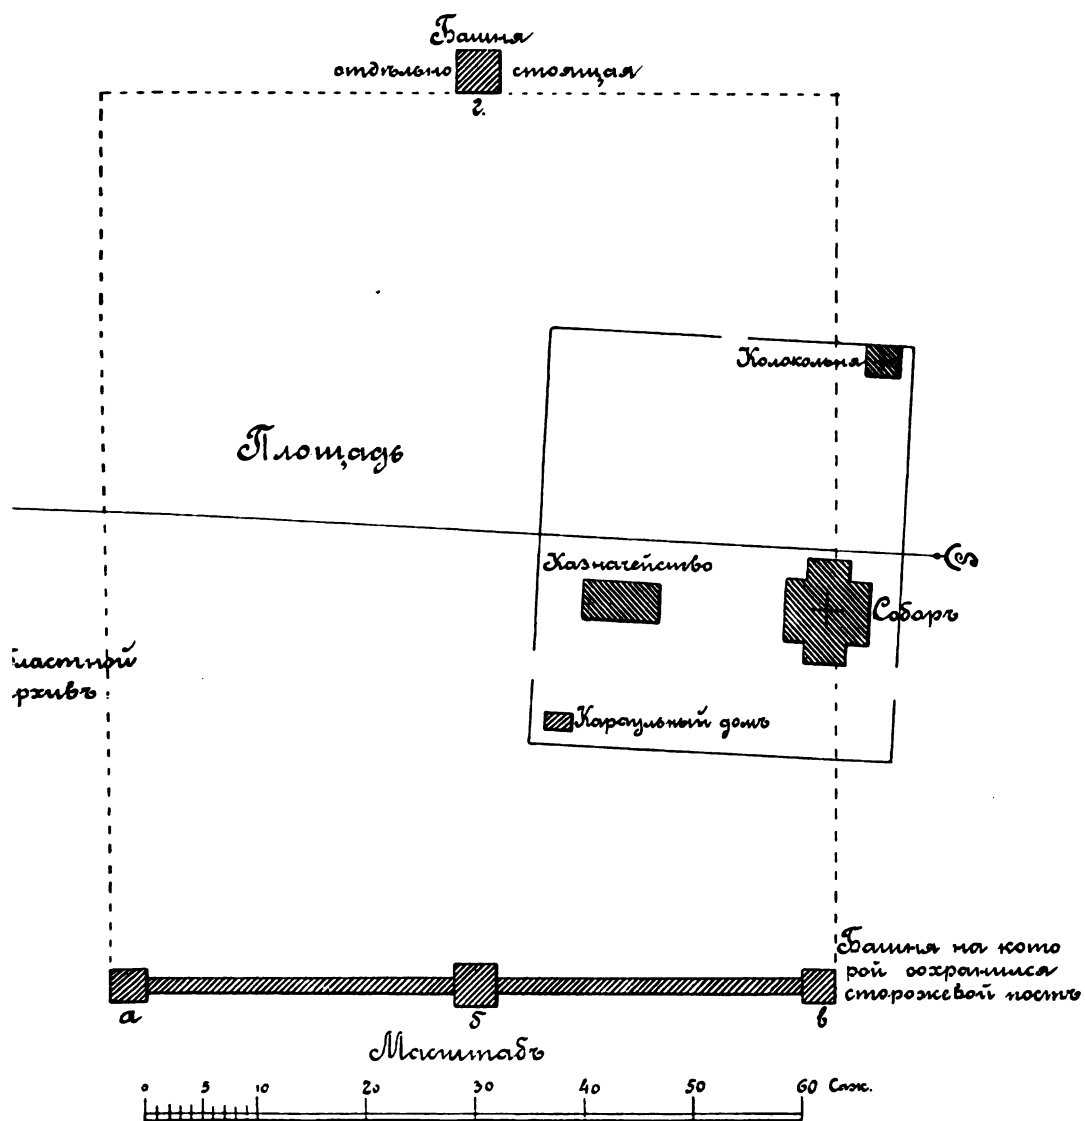 Башня
отдѣльно стоящая
г.
Колокольня
Площадь
Казначейство
Соборъ
бластной
рхивъ
Караульный домъ
Башня на кото
рой сохранился
сторожевой постъ
а б в
Масштабъ
0 5 10 20 30 40 50 60 Саж.